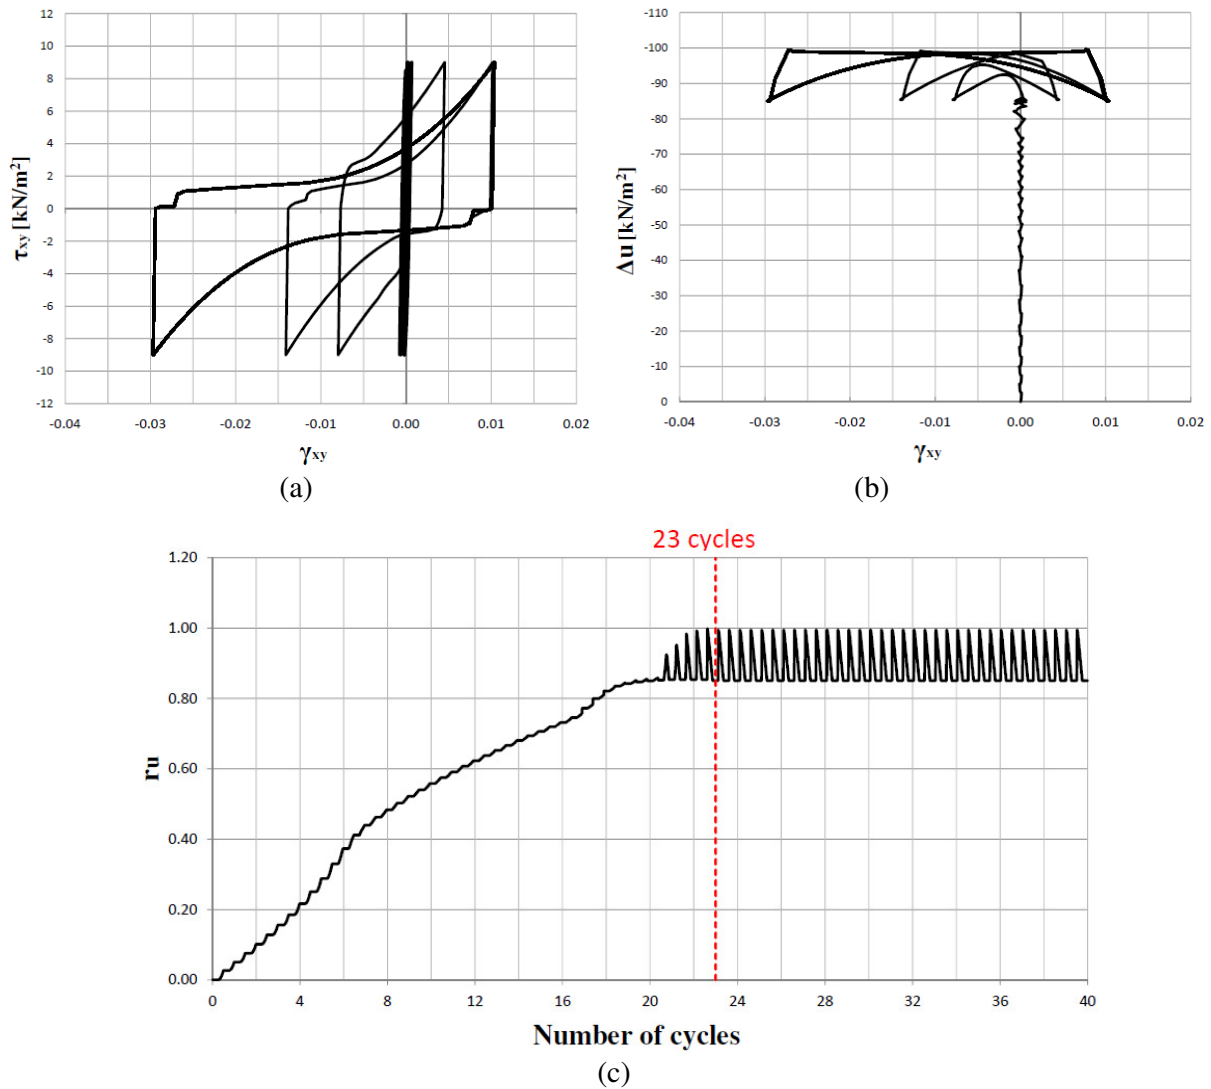 12
10
8
6
4
2
0
-2
-4
-6
-8
-10
-12
τxy [kN/m²]
-0.04 -0.03 -0.02 -0.01 0.00 0.01 0.02
γxy
(a)
-110
-100
-90
-80
-70
-60
-50
-40
-30
-20
-10
0
Δu [kN/m²]
-0.04 -0.03 -0.02 -0.01 0.00 0.01 0.02
γxy
(b)
23 cycles
1.20
1.00
0.80
0.60
0.40
0.20
0.00
ru
0 4 8 12 16 20 24 28 32 36 40
Number of cycles
(c)